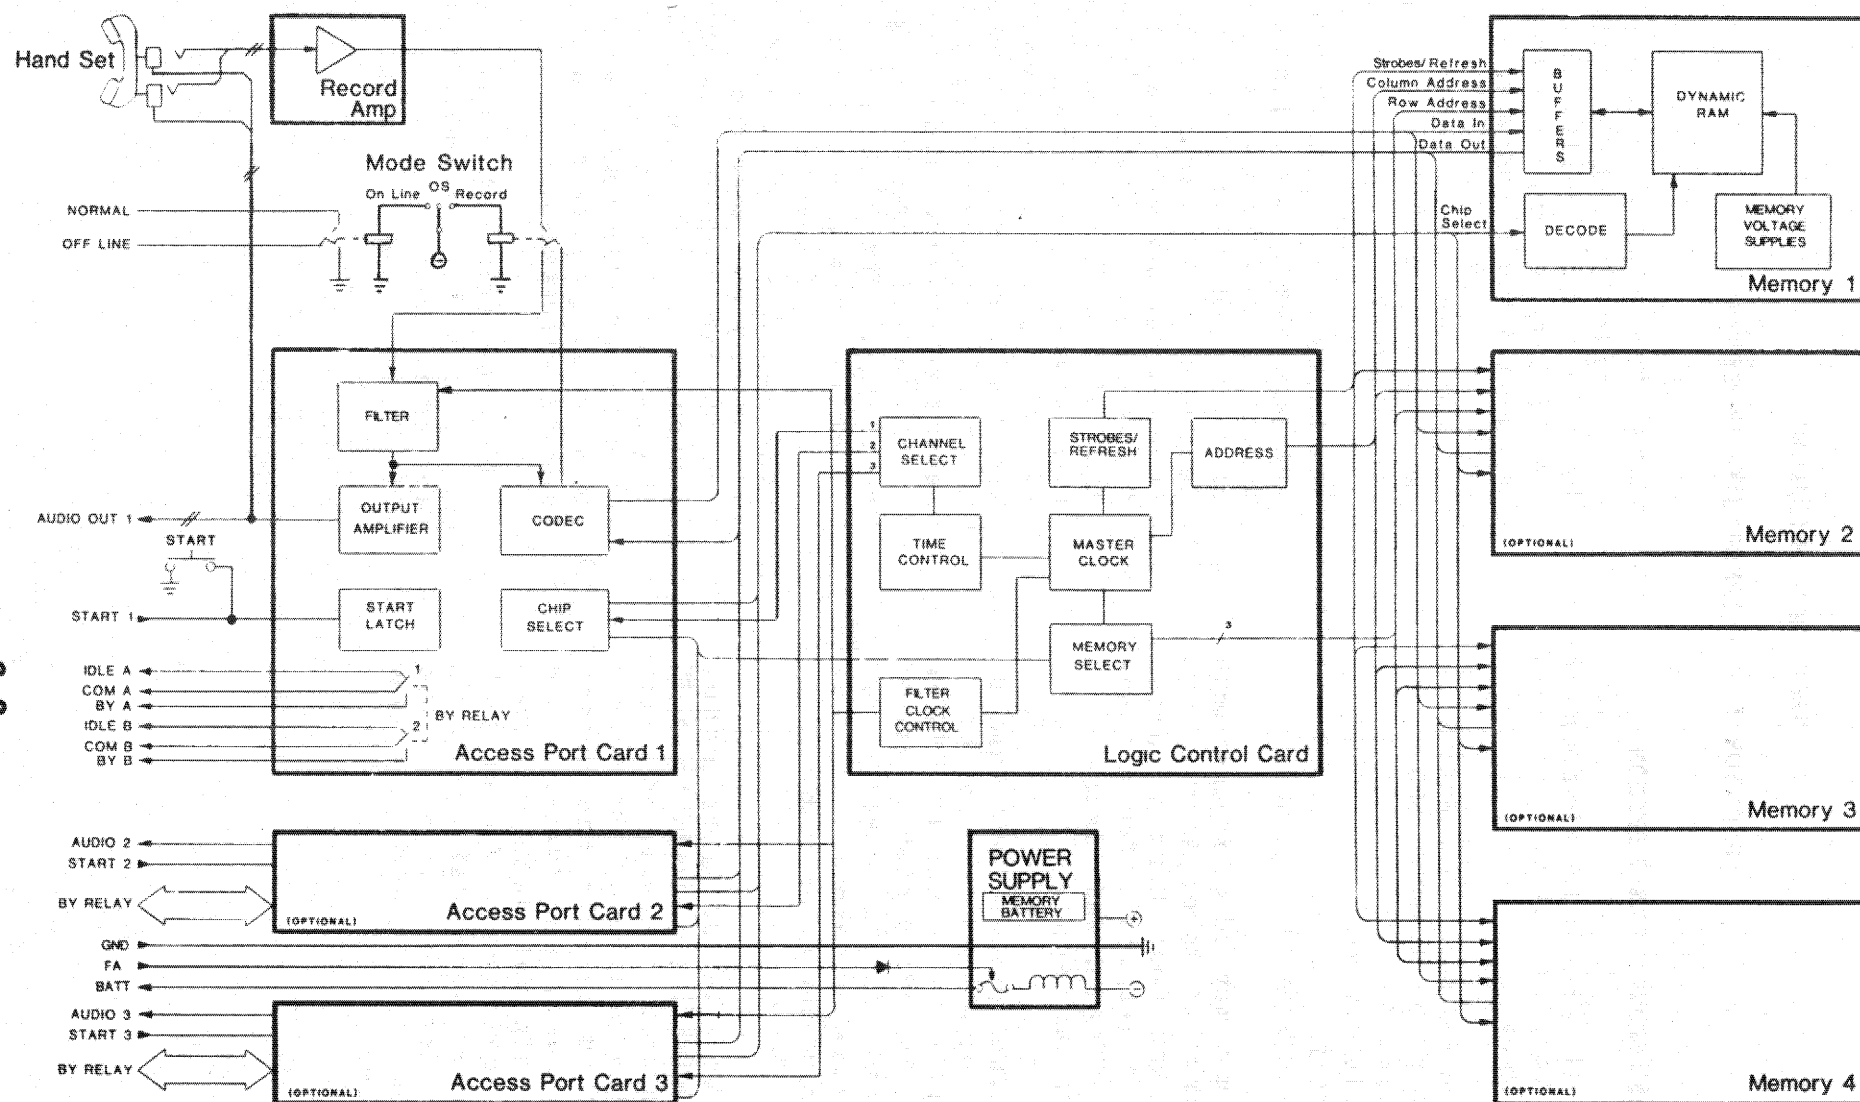 Hand Set
Record
Amp
Mode Switch
On Line
OS
Record
NORMAL
OFF LINE
FILTER
OUTPUT
AMPLIFIER
CODEC
START
LATCH
CHIP
SELECT
1
2
BY RELAY
Access Port Card 1
AUDIO OUT 1
START
START 1
IDLE A
COM A
BY A
IDLE B
COM B
BY B
AUDIO 2
START 2
BY RELAY
(OPTIONAL)
Access Port Card 2
GND
FA
BATT
AUDIO 3
START 3
BY RELAY
(OPTIONAL)
Access Port Card 3
1
2
3
CHANNEL
SELECT
STROBES/
REFRESH
ADDRESS
TIME
CONTROL
MASTER
CLOCK
MEMORY
SELECT
3
FILTER
CLOCK
CONTROL
Logic Control Card
POWER
SUPPLY
MEMORY
BATTERY
+
−
Strobes/Refresh
Column Address
Row Address
Data In
Data Out
Chip
Select
BUFFERS
DYNAMIC
RAM
DECODE
MEMORY
VOLTAGE
SUPPLIES
Memory 1
(OPTIONAL)
Memory 2
(OPTIONAL)
Memory 3
(OPTIONAL)
Memory 4